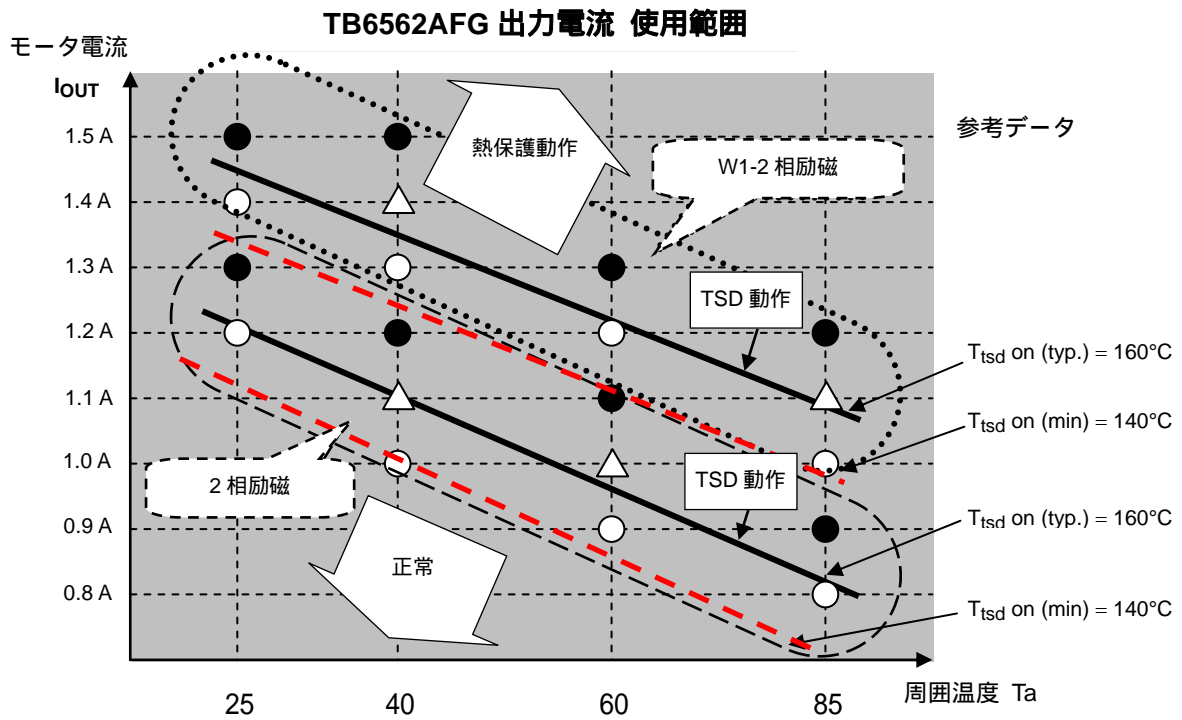 TB6562AFG 出力電流 使用範囲
モータ電流
IOUT
1.5 A
1.4 A
1.3 A
1.2 A
1.1 A
1.0 A
0.9 A
0.8 A
熱保護動作
W1-2 相励磁
参考データ
TSD 動作
Ttsd on (typ.) = 160°C
Ttsd on (min) = 140°C
2 相励磁
TSD 動作
Ttsd on (typ.) = 160°C
正常
Ttsd on (min) = 140°C
25
40
60
85
周囲温度 Ta